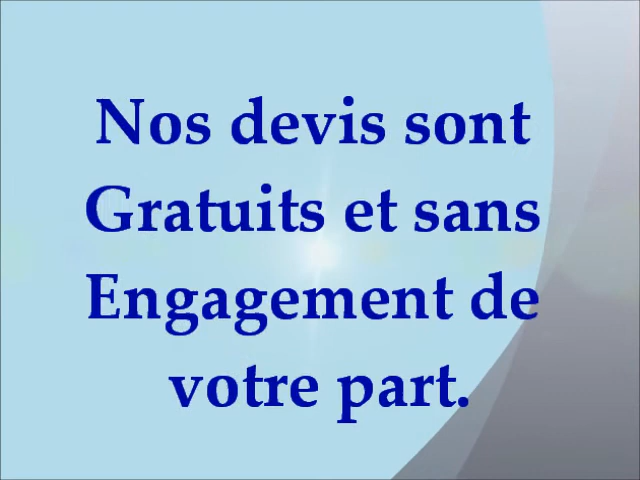 Nos devis sont
Gratuits et sans
Engagement de
votre part.